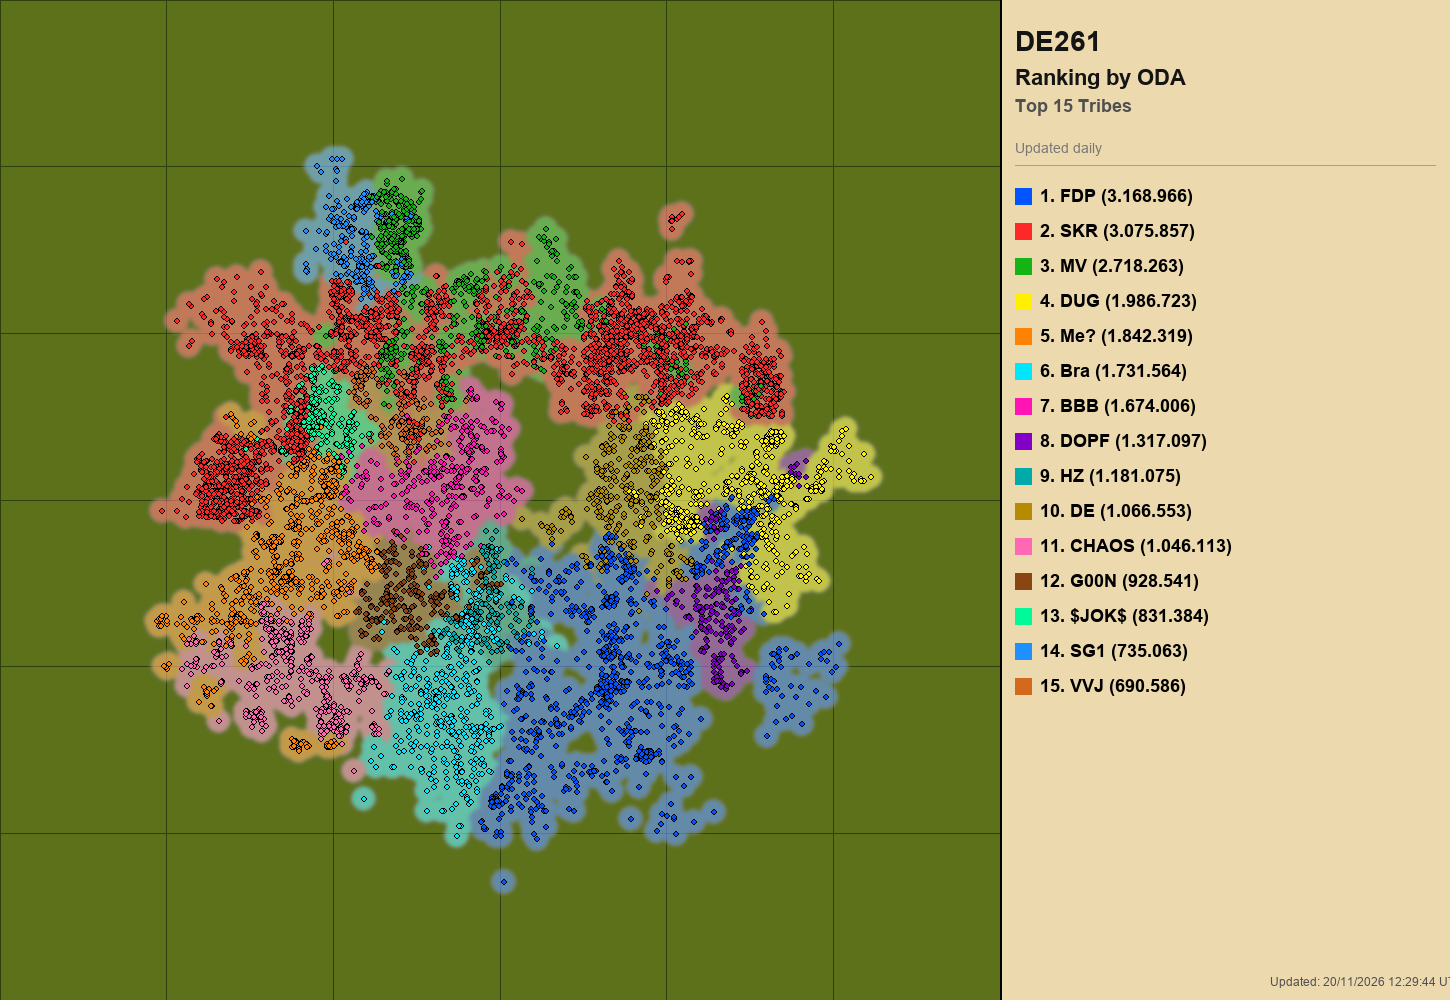 DE261
Ranking by ODA
Top 15 Tribes
Updated daily
1. FDP (3.168.966)
2. SKR (3.075.857)
3. MV (2.718.263)
4. DUG (1.986.723)
5. Me? (1.842.319)
6. Bra (1.731.564)
7. BBB (1.674.006)
8. DOPF (1.317.097)
9. HZ (1.181.075)
10. DE (1.066.553)
11. CHAOS (1.046.113)
12. G00N (928.541)
13. $JOK$ (831.384)
14. SG1 (735.063)
15. VVJ (690.586)
Updated: 20/11/2026 12:29:44